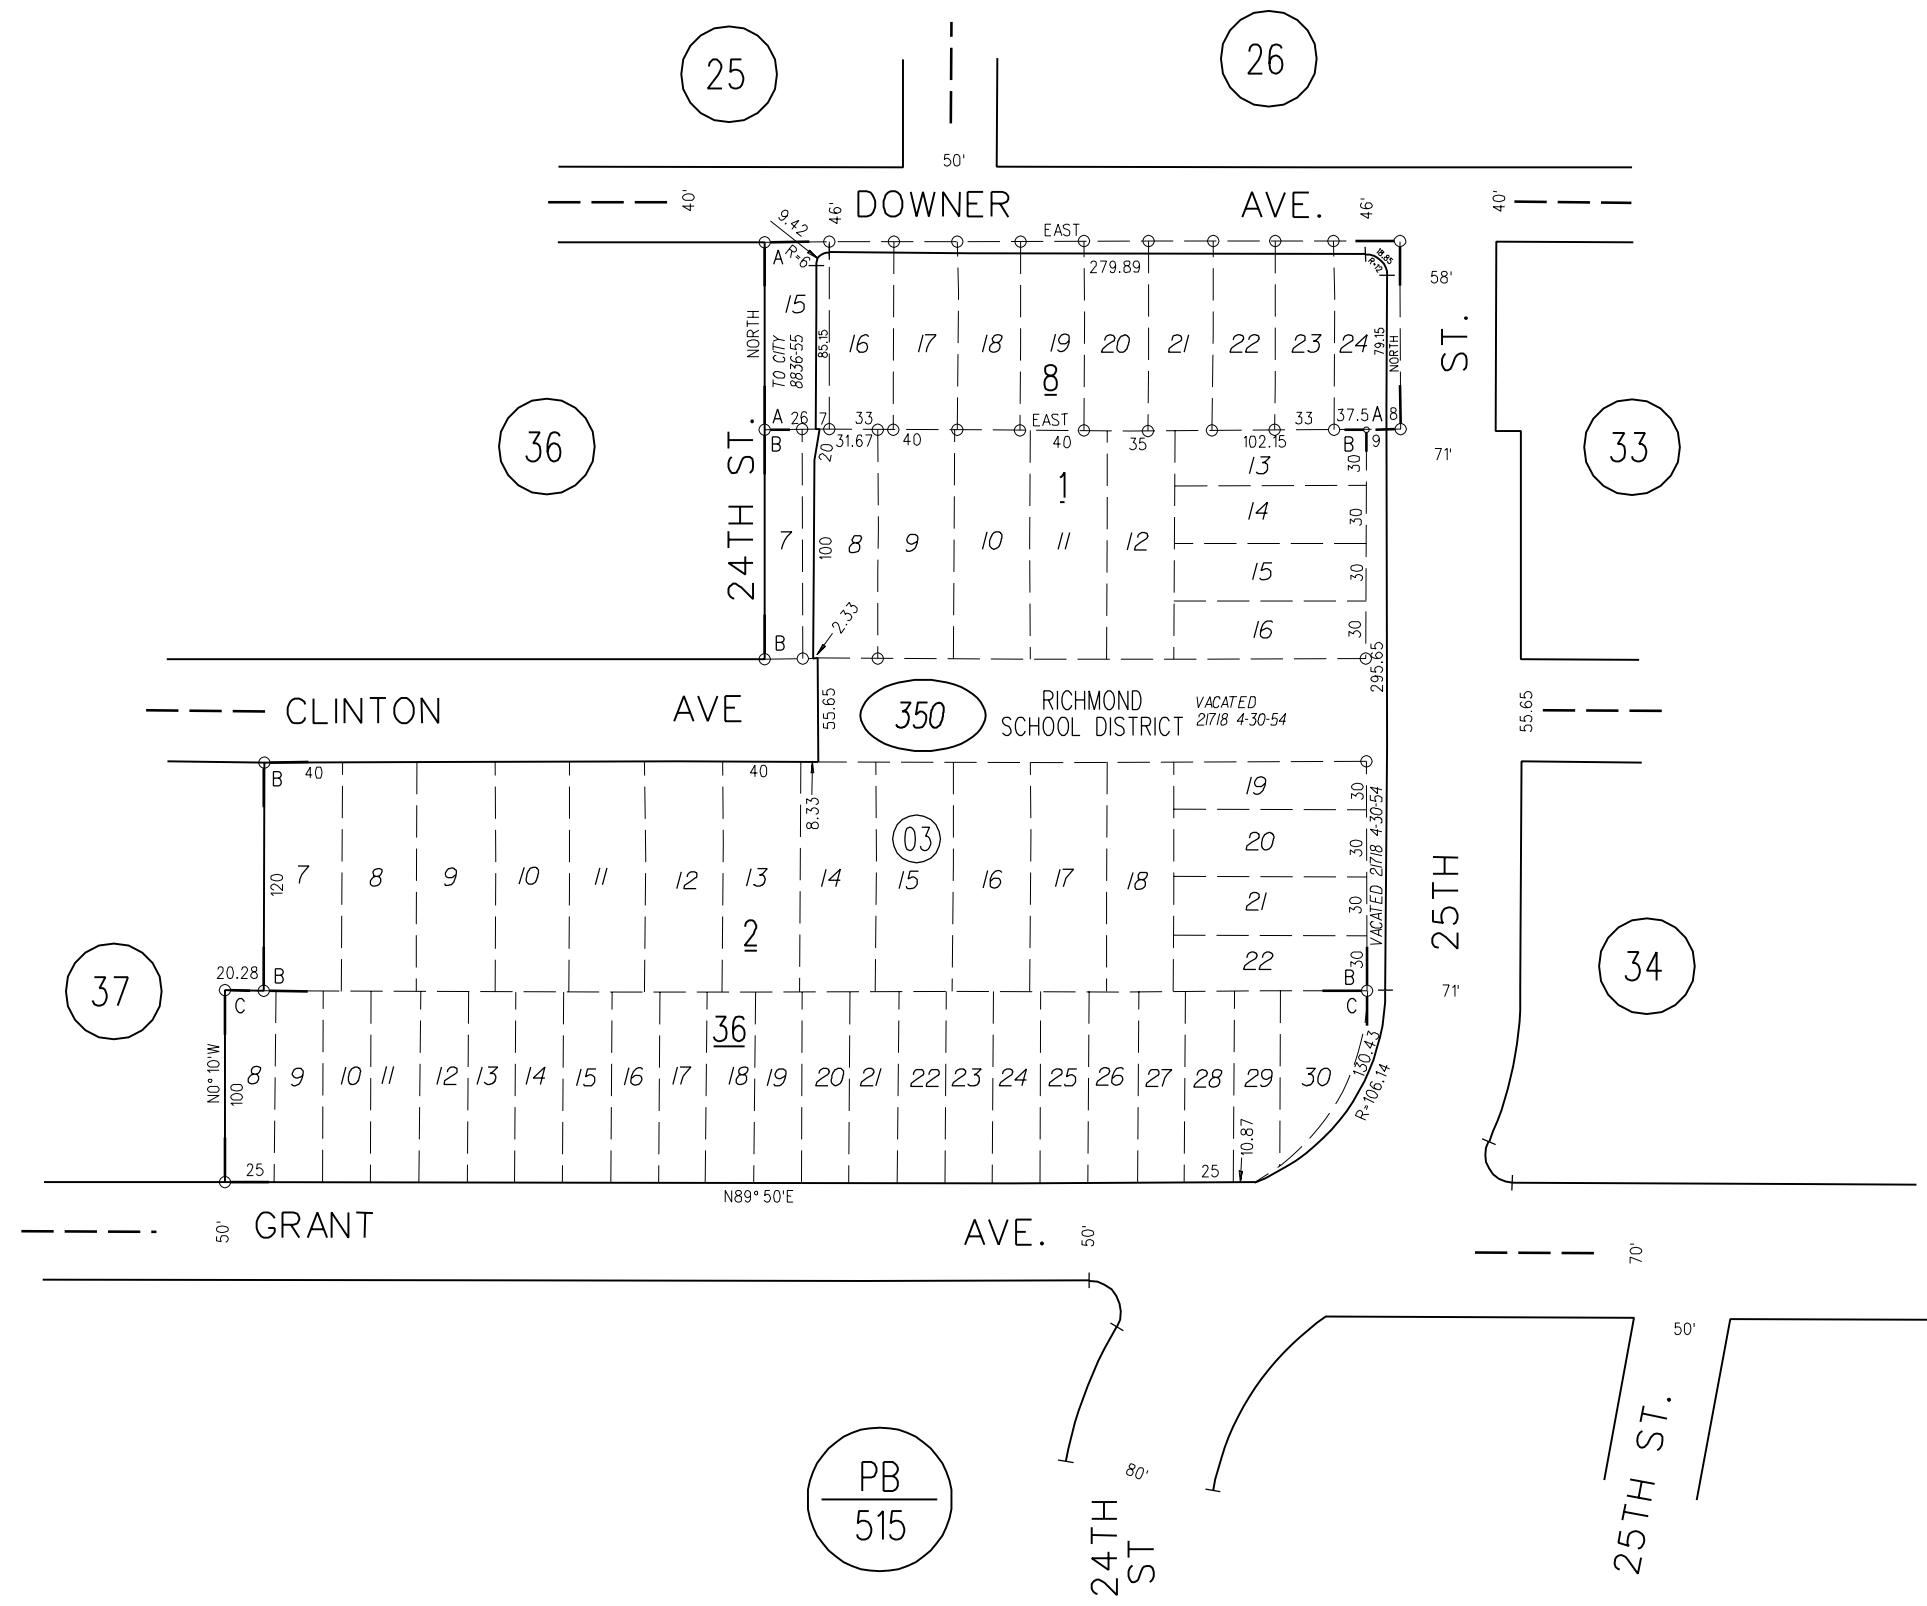 25
26
50'
40'
DOWNER AVE.
40'
9.42
46'
46'
EAST
A
R=6
279.89
18.85
R=12
58'
15
NORTH
TO CITY
8836-55
85.15
16 17 18 19 20 21 22 23 24
79.15
NORTH
ST.
8
A 26 7 33
EAST
33 37.5 A 8
36
24TH ST.
B
20
31.67 40 40 35 102.15 B 9
71'
33
1
13
30
14
30
7
100
8 9 10 11 12
15
30
16
30
B
2.33
295.65
CLINTON AVE
55.65
350
RICHMOND
SCHOOL DISTRICT
VACATED
21718 4-30-54
55.65
B 40 40
8.33
03
19
30
20
30
VACATED 21718 4-30-54
25TH
120
7 8 9 10 11 12 13 14 15 16 17 18
21
30
2
22
30
34
37
20.28 B
B
C
C
71'
36
N0°10'W
100
8 9 10 11 12 13 14 15 16 17 18 19 20 21 22 23 24 25 26 27 28 29 30
130.43
R=106.14
10.87
25
25
N89°50'E
50'
GRANT AVE.
50'
70'
50'
80'
PB
515
24TH
ST
25TH ST.